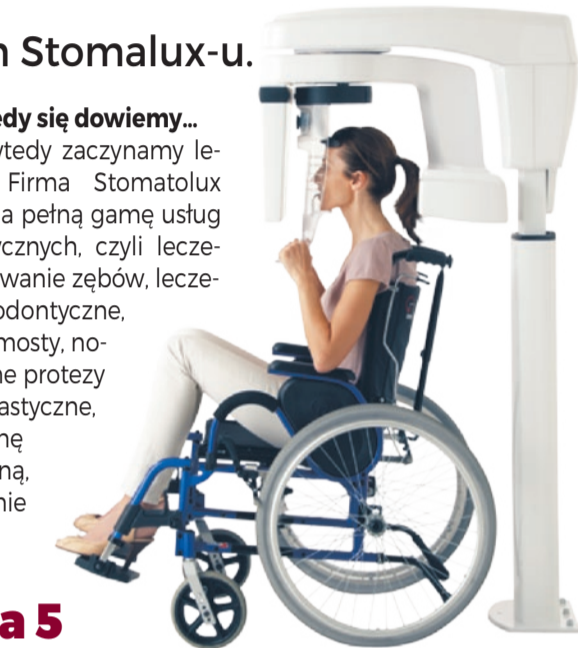 n Stomalux-u.
edy się dowiemy...
ytedy zaczynamy le-
Firma Stomatolux
a pełną gamę usług
ycznych, czyli lecze-
wanie zębów, lecze-
odontyczne,
mosty, no-
ne protezy
astyczne,
nę
ną,
nie
a 5